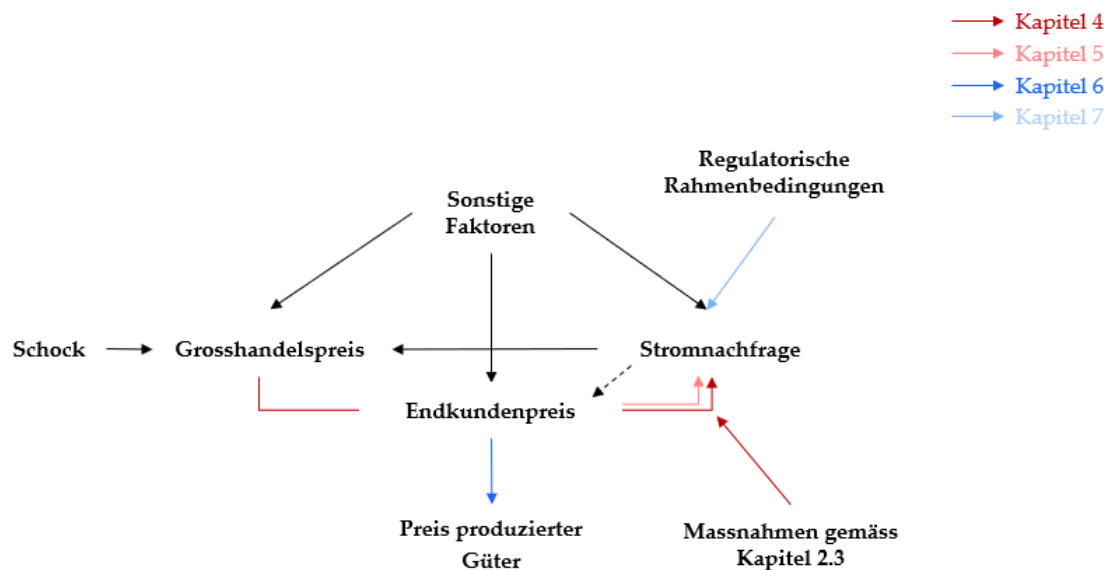 Kapitel 4
Kapitel 5
Kapitel 6
Kapitel 7
Regulatorische
Rahmenbedingungen
Sonstige
Faktoren
Schock
Grosshandelspreis
Stromnachfrage
Endkundenpreis
Preis produzierter
Güter
Massnahmen gemäss
Kapitel 2.3